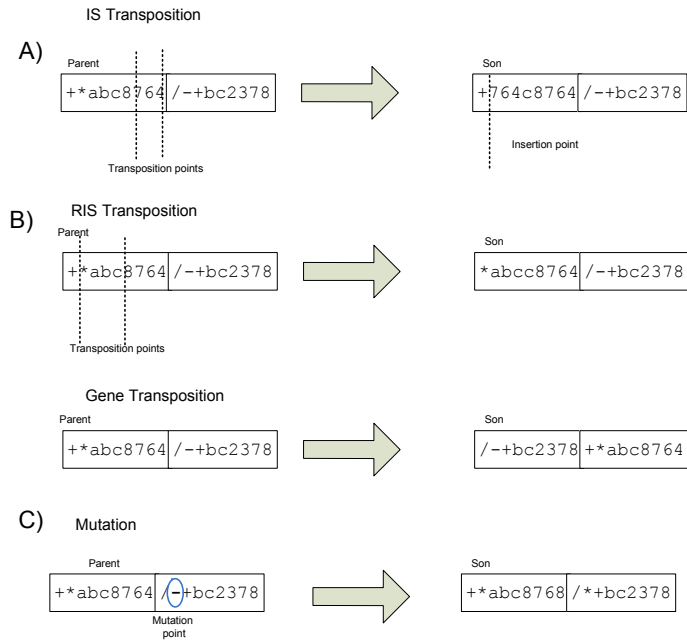 IS Transposition
A)
Parent
Son
+*abc8764 /-+bc2378
+764c8764 /-+bc2378
Insertion point
Transposition points
RIS Transposition
B)
Parent
Son
+*abc8764 /-+bc2378
*abcc8764 /-+bc2378
Transposition points
Gene Transposition
Parent
Son
+*abc8764 /-+bc2378
/-+bc2378 +*abc8764
C) Mutation
Parent
Son
+*abc8764 /-+bc2378
+*abc8768 /*+bc2378
Mutation
point